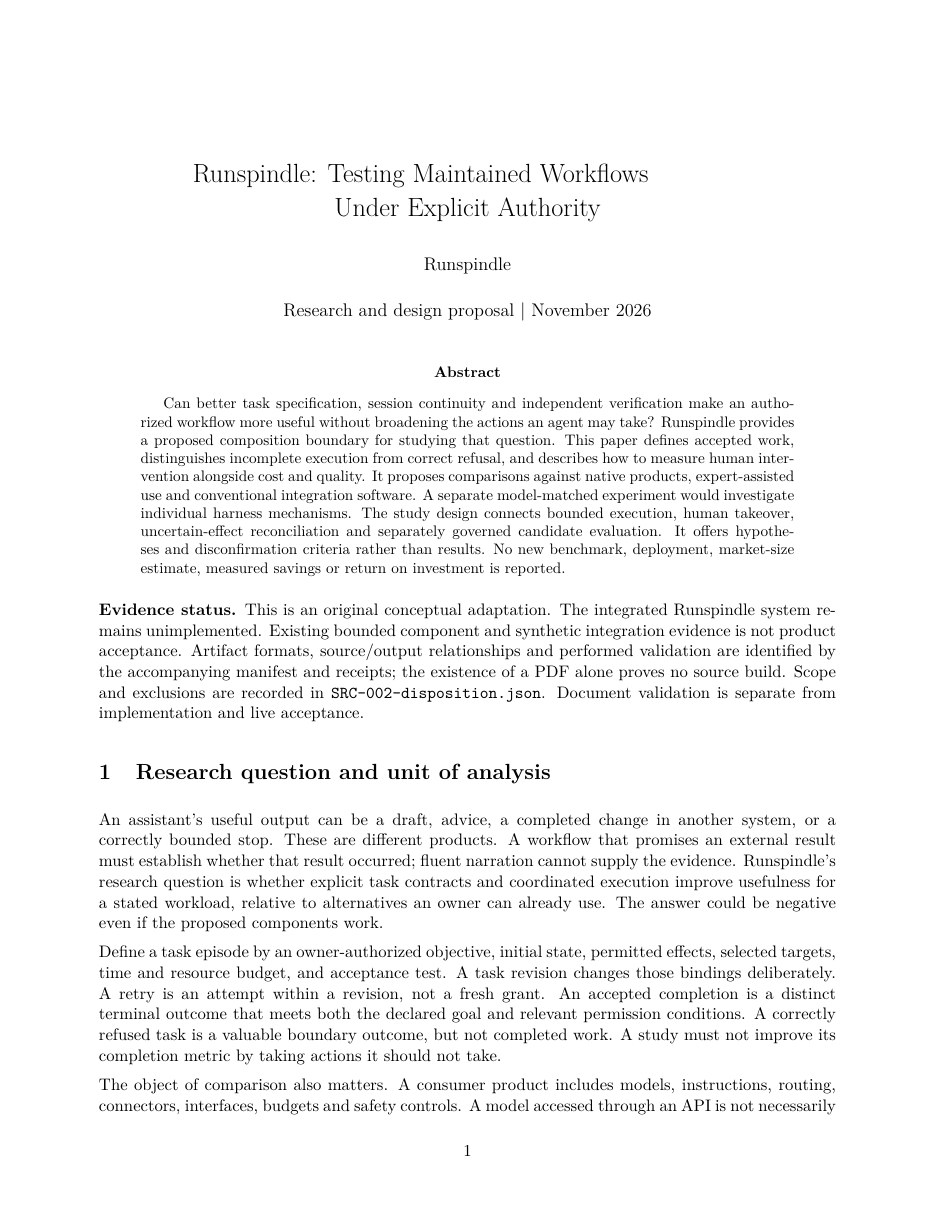 Runspindle: Testing Maintained Workflows
Under Explicit Authority
Runspindle
Research and design proposal | November 2026
Abstract
Can better task specification, session continuity and independent verification make an autho-
rized workflow more useful without broadening the actions an agent may take? Runspindle provides
a proposed composition boundary for studying that question. This paper defines accepted work,
distinguishes incomplete execution from correct refusal, and describes how to measure human inter-
vention alongside cost and quality. It proposes comparisons against native products, expert-assisted
use and conventional integration software. A separate model-matched experiment would investigate
individual harness mechanisms. The study design connects bounded execution, human takeover,
uncertain-effect reconciliation and separately governed candidate evaluation. It offers hypothe-
ses and disconfirmation criteria rather than results. No new benchmark, deployment, market-size
estimate, measured savings or return on investment is reported.
Evidence status. This is an original conceptual adaptation. The integrated Runspindle system re-
mains unimplemented. Existing bounded component and synthetic integration evidence is not product
acceptance. Artifact formats, source/output relationships and performed validation are identified by
the accompanying manifest and receipts; the existence of a PDF alone proves no source build. Scope
and exclusions are recorded in SRC-002-disposition.json. Document validation is separate from
implementation and live acceptance.
1 Research question and unit of analysis
An assistant's useful output can be a draft, advice, a completed change in another system, or a
correctly bounded stop. These are different products. A workflow that promises an external result
must establish whether that result occurred; fluent narration cannot supply the evidence. Runspindle's
research question is whether explicit task contracts and coordinated execution improve usefulness for
a stated workload, relative to alternatives an owner can already use. The answer could be negative
even if the proposed components work.
Define a task episode by an owner-authorized objective, initial state, permitted effects, selected targets,
time and resource budget, and acceptance test. A task revision changes those bindings deliberately.
A retry is an attempt within a revision, not a fresh grant. An accepted completion is a distinct
terminal outcome that meets both the declared goal and relevant permission conditions. A correctly
refused task is a valuable boundary outcome, but not completed work. A study must not improve its
completion metric by taking actions it should not take.
The object of comparison also matters. A consumer product includes models, instructions, routing,
connectors, interfaces, budgets and safety controls. A model accessed through an API is not necessarily
1